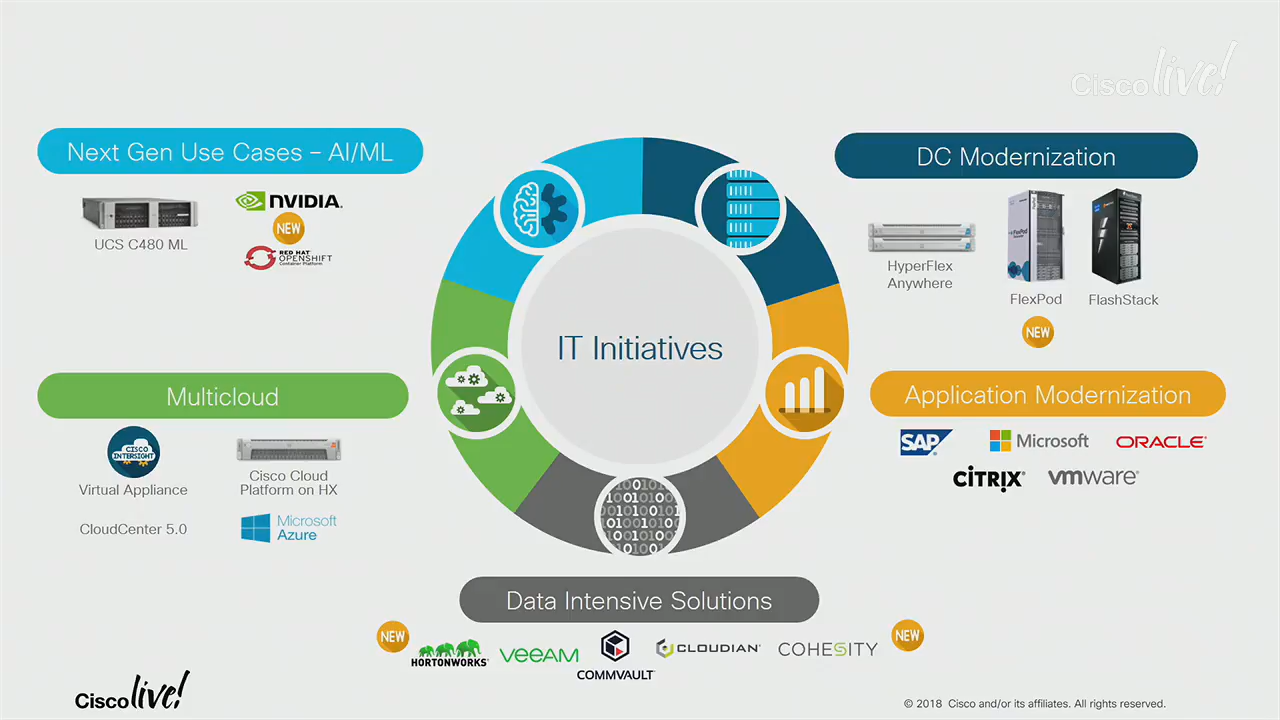 Cisco live!
Next Gen Use Cases – AI/ML
UCS C480 ML
NVIDIA.
NEW
RED HAT
OPENSHIFT
Container Platform
DC Modernization
HyperFlex
Anywhere
FlexPod
FlexPod
NEW
FlashStack
IT Initiatives
Multicloud
CISCO
INTERSIGHT
Virtual Appliance
Cisco Cloud
Platform on HX
CloudCenter 5.0
Microsoft
Azure
Application Modernization
SAP
Microsoft
ORACLE
CITRIX
vmware
Data Intensive Solutions
NEW
HORTONWORKS
VEEAM
COMMVAULT
CLOUDIAN
COHESITY
NEW
Cisco live!
© 2018 Cisco and/or its affiliates. All rights reserved.